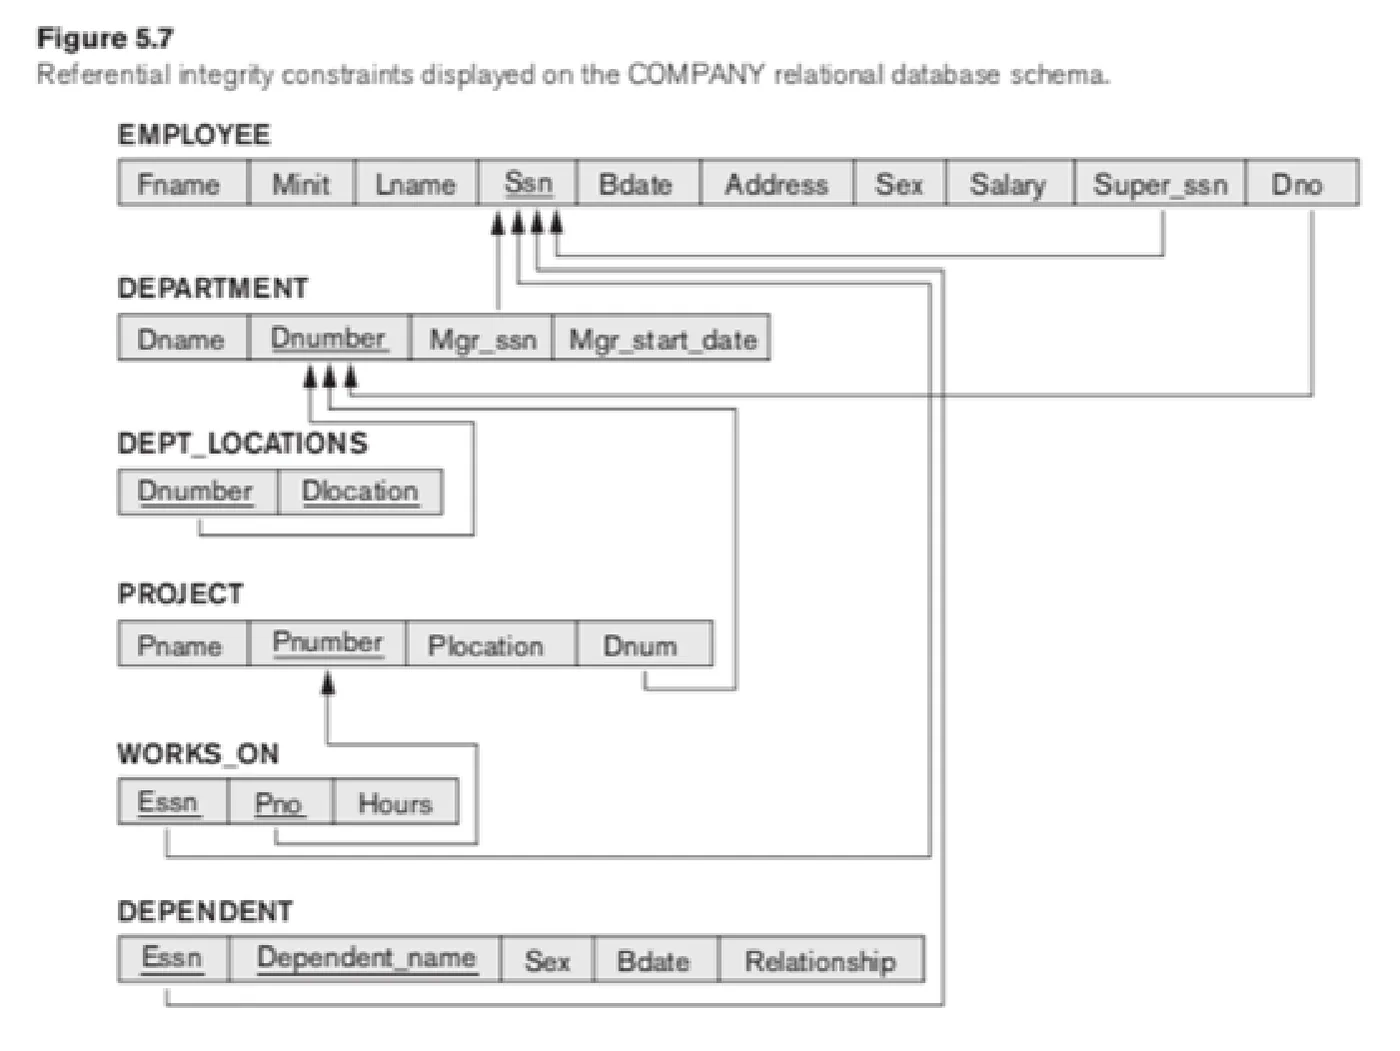 Figure 5.7
Referential integrity constraints displayed on the COMPANY relational database schema.
EMPLOYEE
Fname Minit Lname Ssn Bdate Address Sex Salary Super_ssn Dno
DEPARTMENT
Dname Dnumber Mgr_ssn Mgr_start_date
DEPT_LOCATIONS
Dnumber Dlocation
PROJECT
Pname Pnumber Plocation Dnum
WORKS_ON
Essn Pno Hours
DEPENDENT
Essn Dependent_name Sex Bdate Relationship